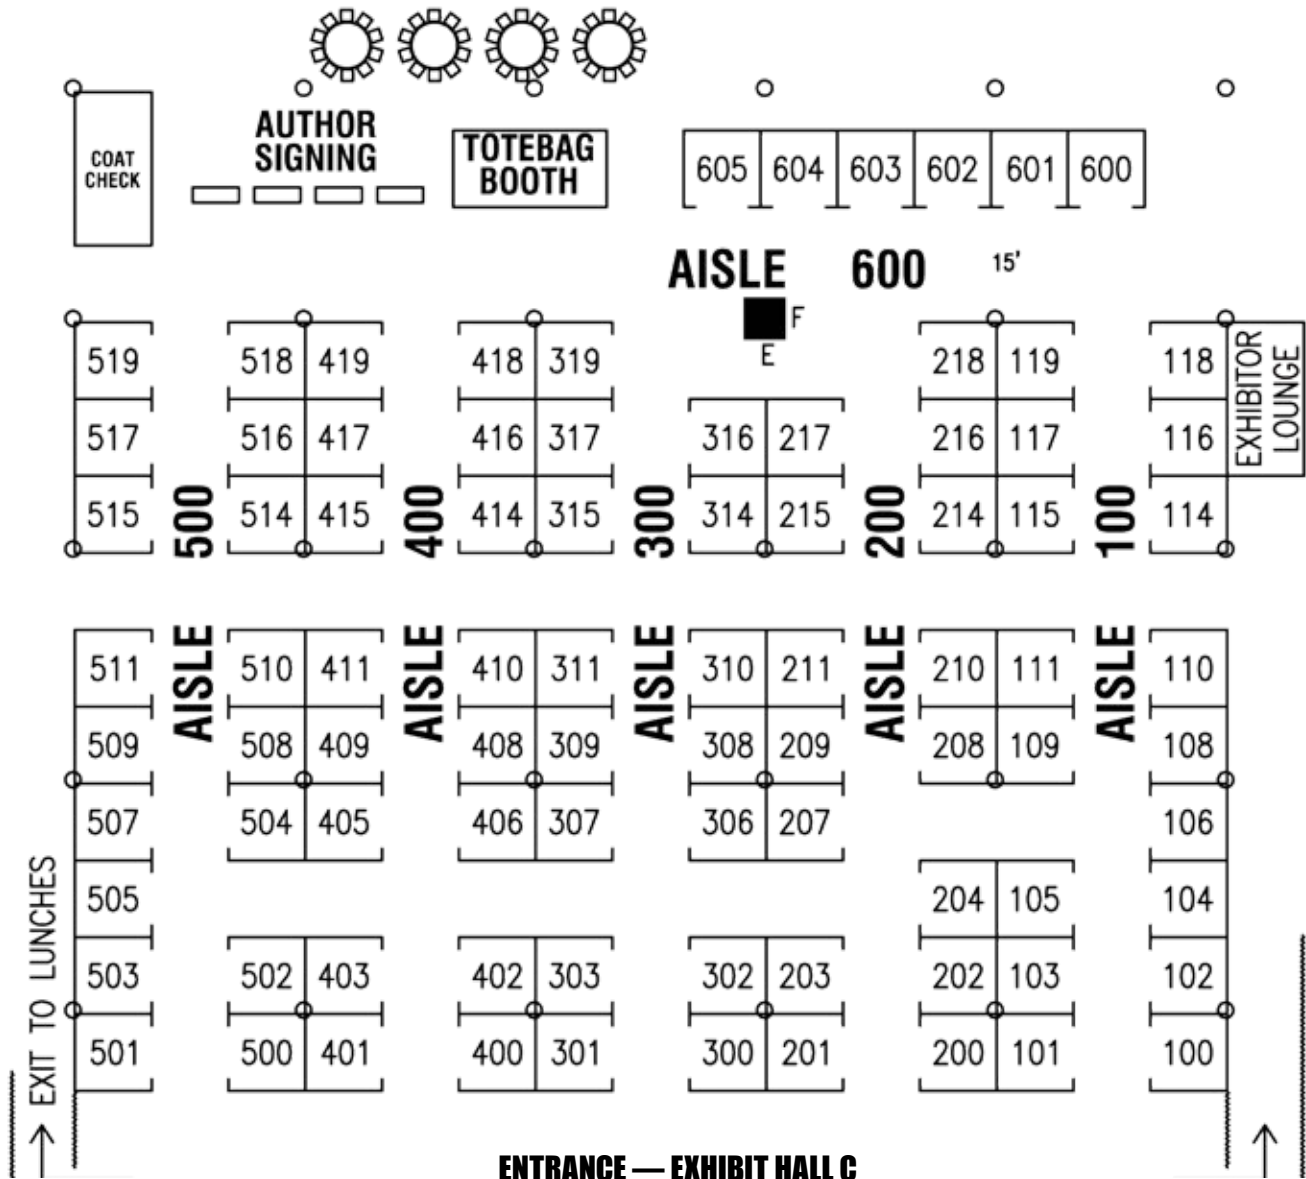 AUTHOR
SIGNING
COAT
CHECK
TOTEBAG
BOOTH
605 604 603 602 601 600
AISLE 600 15'
F
E
519 518 419 418 319 218 119 118
EXHIBITOR
LOUNGE
517 516 417 416 317 316 217 216 117 116
515 514 415 414 315 314 215 214 115 114
AISLE 500
AISLE 400
AISLE 300
AISLE 200
AISLE 100
511 510 411 410 311 310 211 210 111 110
509 508 409 408 309 308 209 208 109 108
507 504 405 406 307 306 207 106
505 204 105 104
503 502 403 402 303 302 203 202 103 102
501 500 401 400 301 300 201 200 101 100
EXIT TO LUNCHES
ENTRANCE — EXHIBIT HALL C